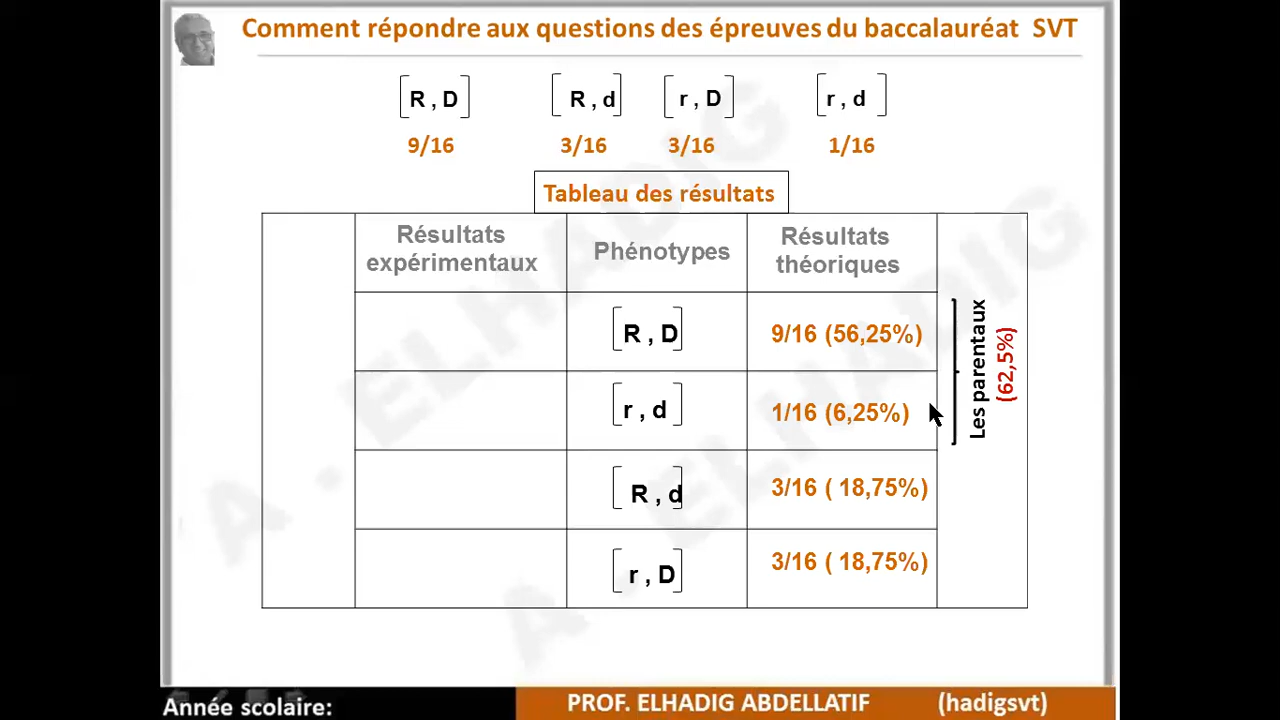 Comment répondre aux questions des épreuves du baccalauréat SVT
[R , D] [R , d] [r , D] [r , d]
9/16 3/16 3/16 1/16
Tableau des résultats
Résultats expérimentaux Phénotypes Résultats théoriques
[R , D] 9/16 (56,25%)
[r , d] 1/16 (6,25%)
[R , d] 3/16 ( 18,75%)
[r , D] 3/16 ( 18,75%)
Les parentaux
(62,5%)
A . ELHADIG
A . ELHADIG
Année scolaire:
PROF. ELHADIG ABDELLATIF (hadigsvt)